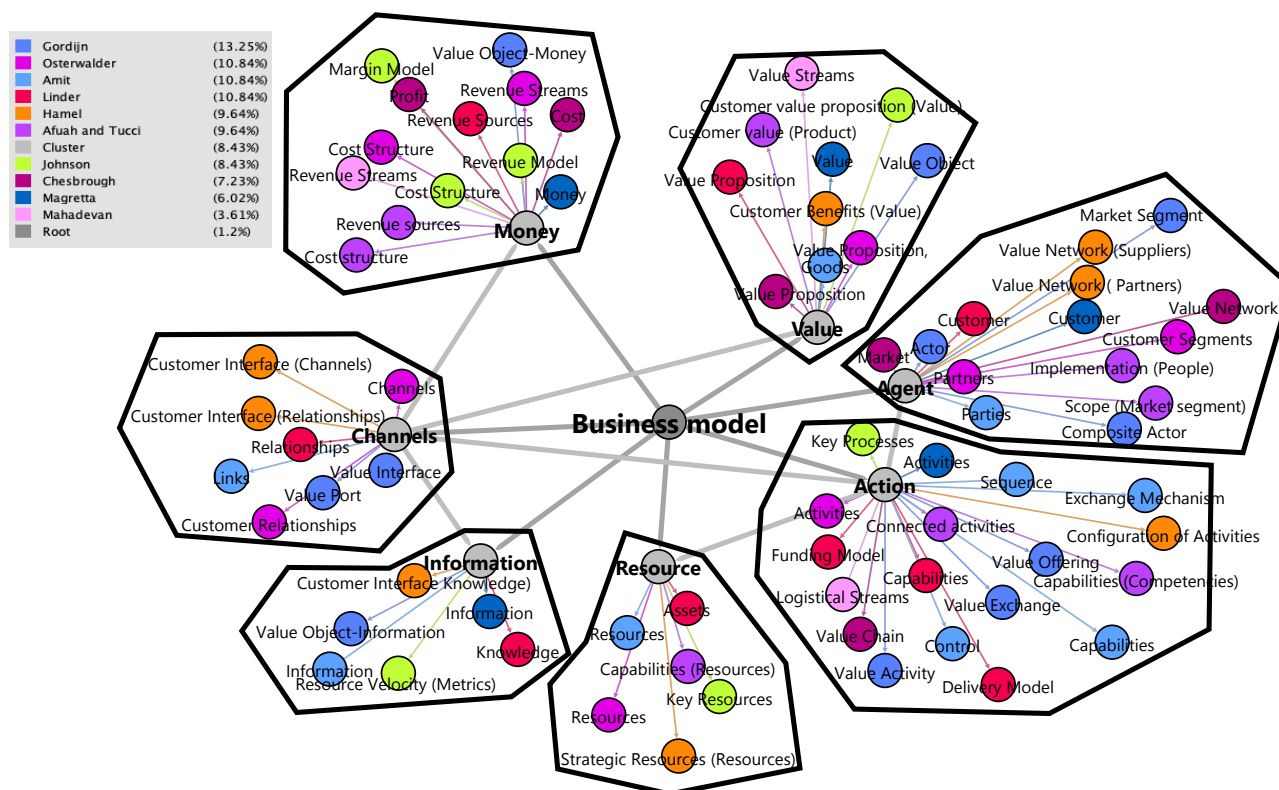 Gordijn (13.25%)
Osterwalder (10.84%)
Amit (10.84%)
Linder (10.84%)
Hamel (9.64%)
Afuah and Tucci (9.64%)
Cluster (8.43%)
Johnson (8.43%)
Chesbrough (7.23%)
Magretta (6.02%)
Mahadevan (3.61%)
Root (1.2%)
Value Object-Money
Margin Model
Profit
Revenue Streams
Revenue Sources
Cost
Cost Structure
Revenue Streams
Revenue Model
Cost Structure
Money
Revenue sources
Money
Cost structure
Value Streams
Customer value proposition (Value)
Customer value (Product)
Value
Value Object
Value Proposition
Customer Benefits (Value)
Value Proposition,
Goods
Value Proposition
Value
Market Segment
Value Network (Suppliers)
Value Network ( Partners)
Value Network
Customer
Customer
Customer Segments
Actor
Market
Implementation (People)
Partners
Agent
Scope (Market segment)
Parties
Composite Actor
Customer Interface (Channels)
Channels
Customer Interface (Relationships)
Channels
Relationships
Value Interface
Links
Value Port
Customer Relationships
Business model
Key Processes
Activities
Action
Sequence
Exchange Mechanism
Activities
Connected activities
Configuration of Activities
Funding Model
Value Offering
Capabilities
Capabilities (Competencies)
Logistical Streams
Value Exchange
Value Chain
Control
Capabilities
Value Activity
Delivery Model
Information
Customer Interface Knowledge)
Information
Value Object-Information
Knowledge
Information
Resource Velocity (Metrics)
Resource
Assets
Resources
Capabilities (Resources)
Key Resources
Resources
Strategic Resources (Resources)